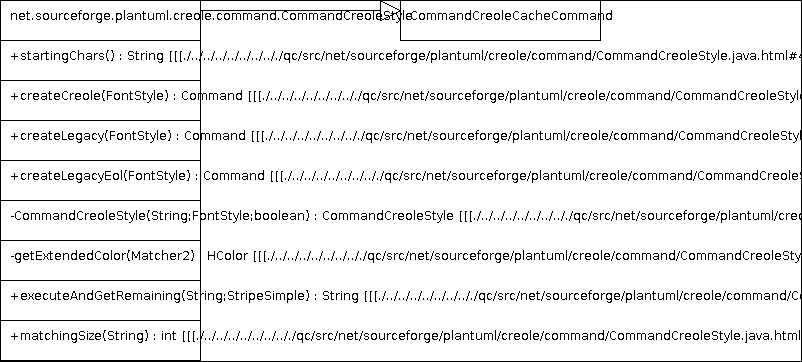 net.sourceforge.plantuml.creole.command.CommandCreoleStyle
CommandCreoleCacheCommand
+startingChars() : String [[[./../../../../../../../qc/src/net/sourceforge/plantuml/creole/command/CommandCreoleStyle.java.html#4
+createCreole(FontStyle) : Command [[[./../../../../../../../qc/src/net/sourceforge/plantuml/creole/command/CommandCreoleStyle
+createLegacy(FontStyle) : Command [[[./../../../../../../../qc/src/net/sourceforge/plantuml/creole/command/CommandCreoleStyl
+createLegacyEol(FontStyle) : Command [[[./../../../../../../../qc/src/net/sourceforge/plantuml/creole/command/CommandCreoleS
-CommandCreoleStyle(String;FontStyle;boolean) : CommandCreoleStyle [[[./../../../../../../../qc/src/net/sourceforge/plantuml/creo
-getExtendedColor(Matcher2) : HColor [[[./../../../../../../../qc/src/net/sourceforge/plantuml/creole/command/CommandCreoleSty
+executeAndGetRemaining(String;StripeSimple) : String [[[./../../../../../../../qc/src/net/sourceforge/plantuml/creole/command/Co
+matchingSize(String) : int [[[./../../../../../../../qc/src/net/sourceforge/plantuml/creole/command/CommandCreoleStyle.java.html